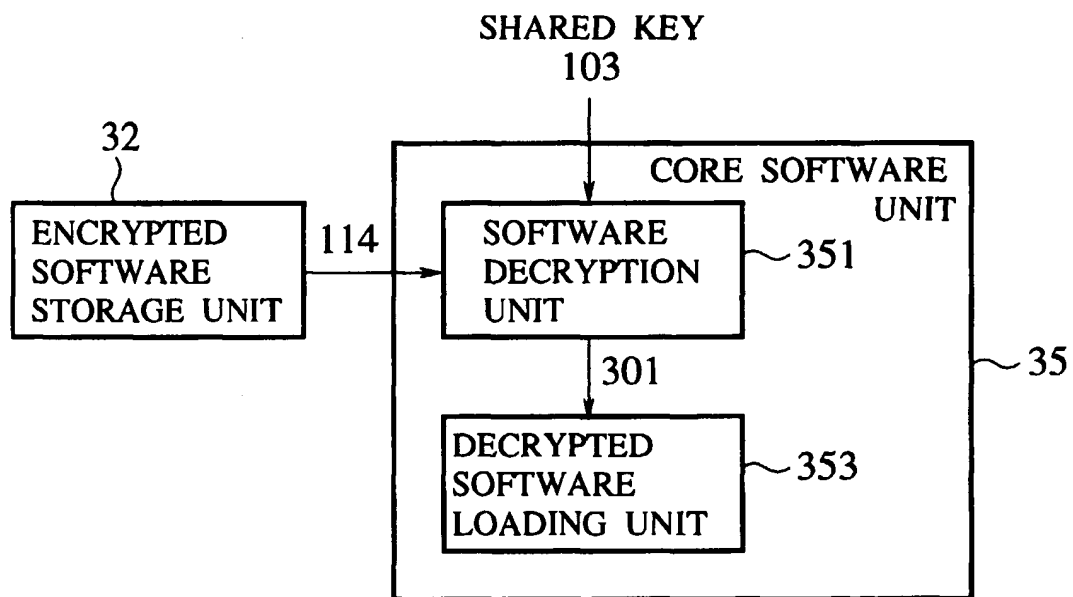 SHARED KEY
103
32
CORE SOFTWARE
UNIT
ENCRYPTED
SOFTWARE
STORAGE UNIT
114
SOFTWARE
DECRYPTION
UNIT
351
301
35
DECRYPTED
SOFTWARE
LOADING UNIT
353